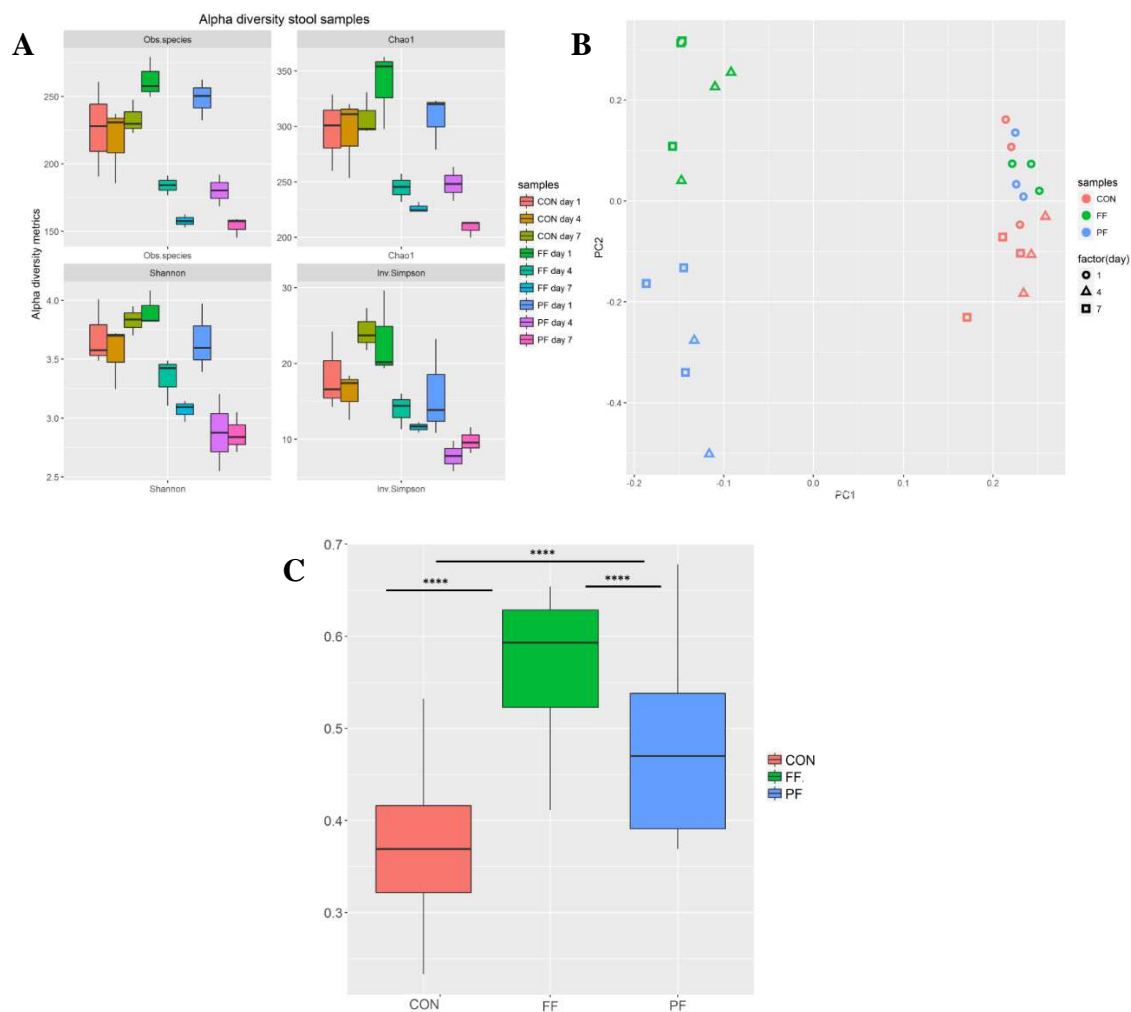 A
Alpha diversity stool samples
Obs.species
Chao1
250
200
150
350
300
250
200
Obs.species
Chao1
Alpha diversity metrics
Shannon
Inv.Simpson
4.0
3.5
3.0
2.5
30
20
10
Shannon
Inv.Simpson
samples
CON day 1
CON day 4
CON day 7
FF day 1
FF day 4
FF day 7
PF day 1
PF day 4
PF day 7
B
PC2
0.2
0.0
-0.2
-0.4
-0.2
-0.1
0.0
0.1
0.2
PC1
samples
CON
FF
PF
factor(day)
1
4
7
C
0.7
0.6
0.5
0.4
0.3
****
****
****
CON
FF
PF
CON
FF.
PF